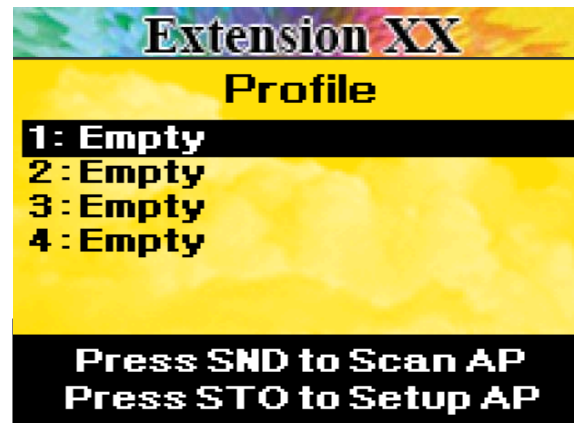 Extension XX
Profile
1: Empty
2: Empty
3: Empty
4: Empty
Press SND to Scan AP
Press STO to Setup AP